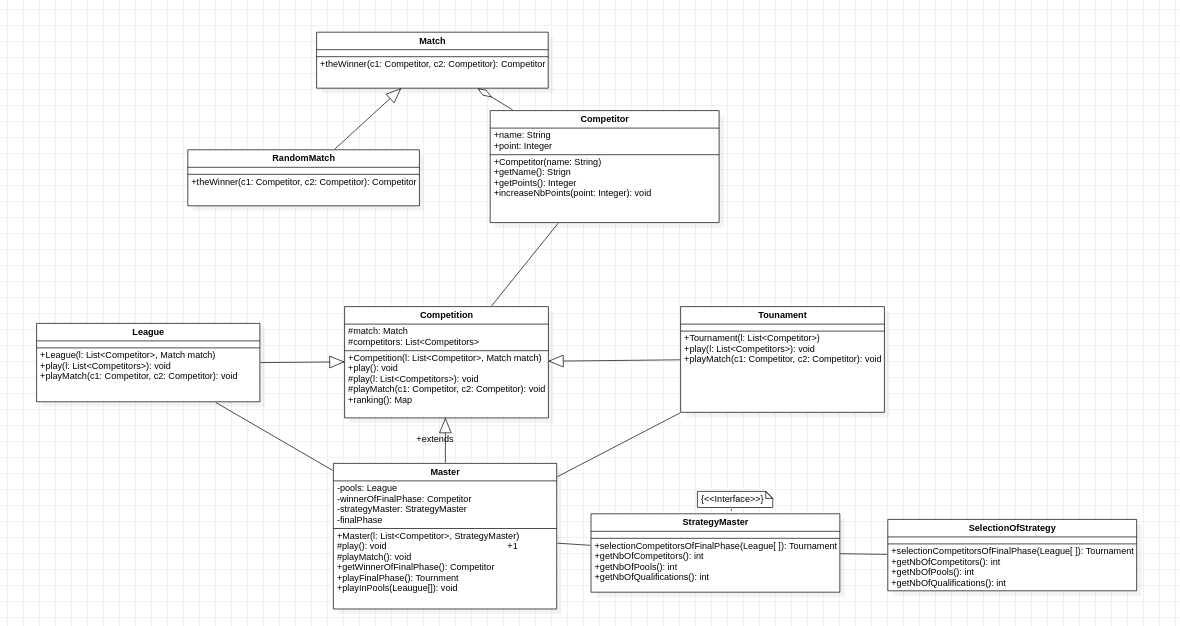 Match
+theWinner(c1: Competitor, c2: Competitor): Competitor
Competitor
+name: String
+point: Integer
+Competitor(name: String)
+getName(): Strign
+getPoints(): Integer
+increaseNbPoints(point: Integer): void
RandomMatch
+theWinner(c1: Competitor, c2: Competitor): Competitor
League
+League(l: List<Competitor>, Match match)
+play(l: List<Competitors>): void
+playMatch(c1: Competitor, c2: Competitor): void
Competition
#match: Match
#competitors: List<Competitors>
+Competition(l: List<Competitor>, Match match)
+play(): void
#play(l: List<Competitors>): void
#playMatch(c1: Competitor, c2: Competitor): void
+ranking(): Map
Tounament
+Tournament(l: List<Competitor>)
+play(l: List<Competitors>): void
+playMatch(c1: Competitor, c2: Competitor): void
+extends
Master
-pools: League
-winnerOfFinalPhase: Competitor
-strategyMaster: StrategyMaster
-finalPhase
+Master(l: List<Competitor>, StrategyMaster)
#play(): void
+1
#playMatch(): void
+getWinnerOfFinalPhase(): Competitor
+playFinalPhase(): Tournment
+playInPools(Leaugue[]): void
{<<Interface>>}
StrategyMaster
+selectionCompetitorsOfFinalPhase(League[ ]): Tournament
+getNbOfCompetitors(): int
+getNbOfPools(): int
+getNbOfQualifications(): int
SelectionOfStrategy
+selectionCompetitorsOfFinalPhase(League[ ]): Tournament
+getNbOfCompetitors(): int
+getNbOfPools(): int
+getNbOfQualifications(): int